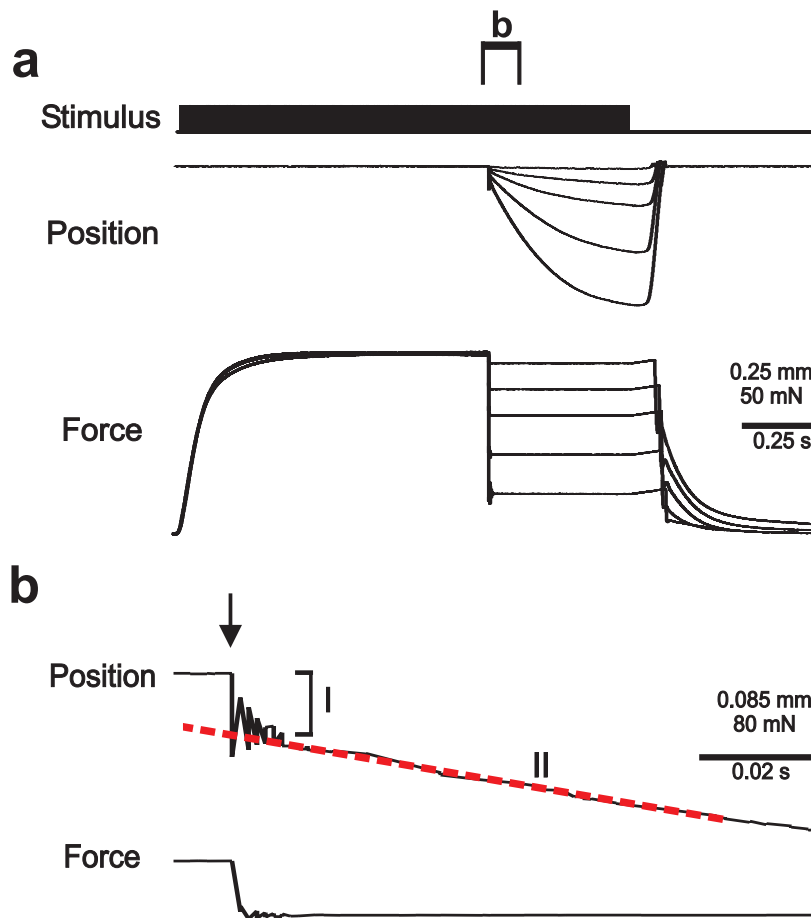 b
a
Stimulus
Position
0.25 mm
50 mN
0.25 s
Force
b
Position
I
0.085 mm
80 mN
0.02 s
II
Force